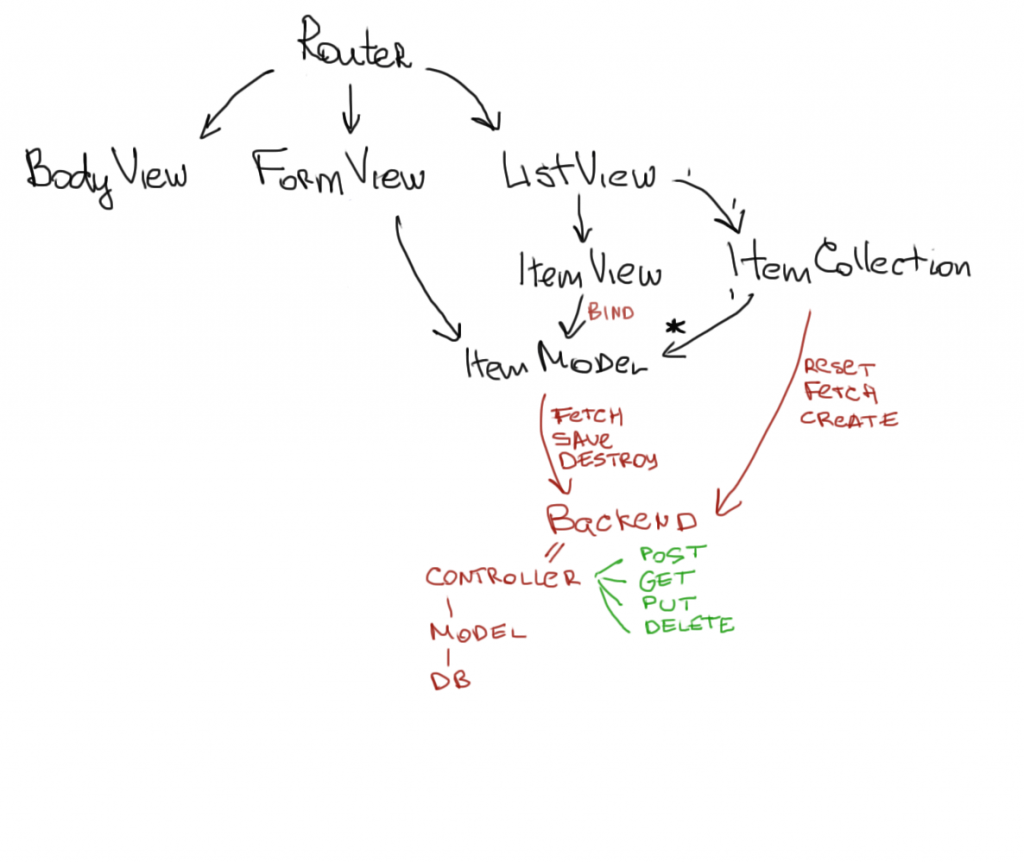 Router
BodyView FormView ListView
ItemView ItemCollection
1 1
BIND
*
ItemModel
RESET
FETCH
CREATE
FETCH
SAVE
DESTROY
BACKEND
CONTROLLER
POST
GET
PUT
DELETE
MODEL
DB